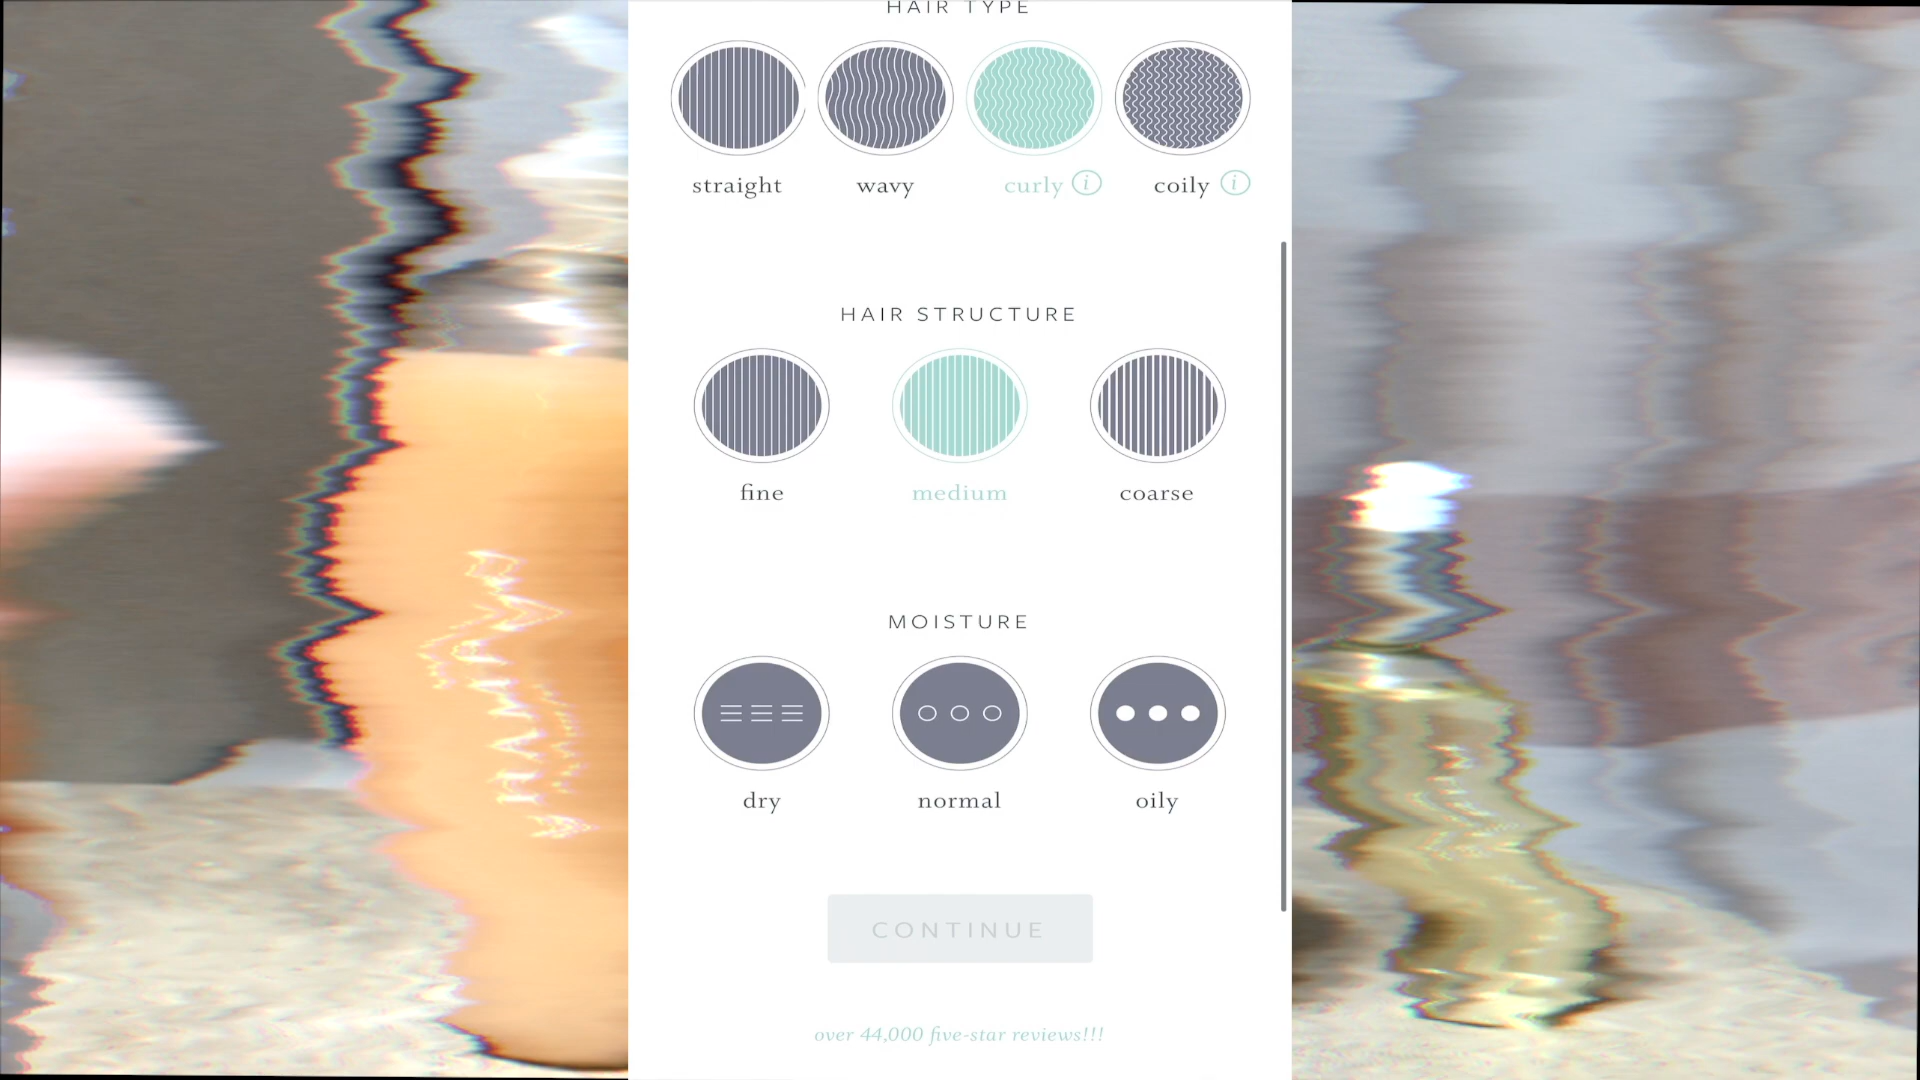 HAIR TYPE
straight wavy curly i coily i
HAIR STRUCTURE
fine medium coarse
MOISTURE
dry normal oily
CONTINUE
over 44,000 five-star reviews!!!